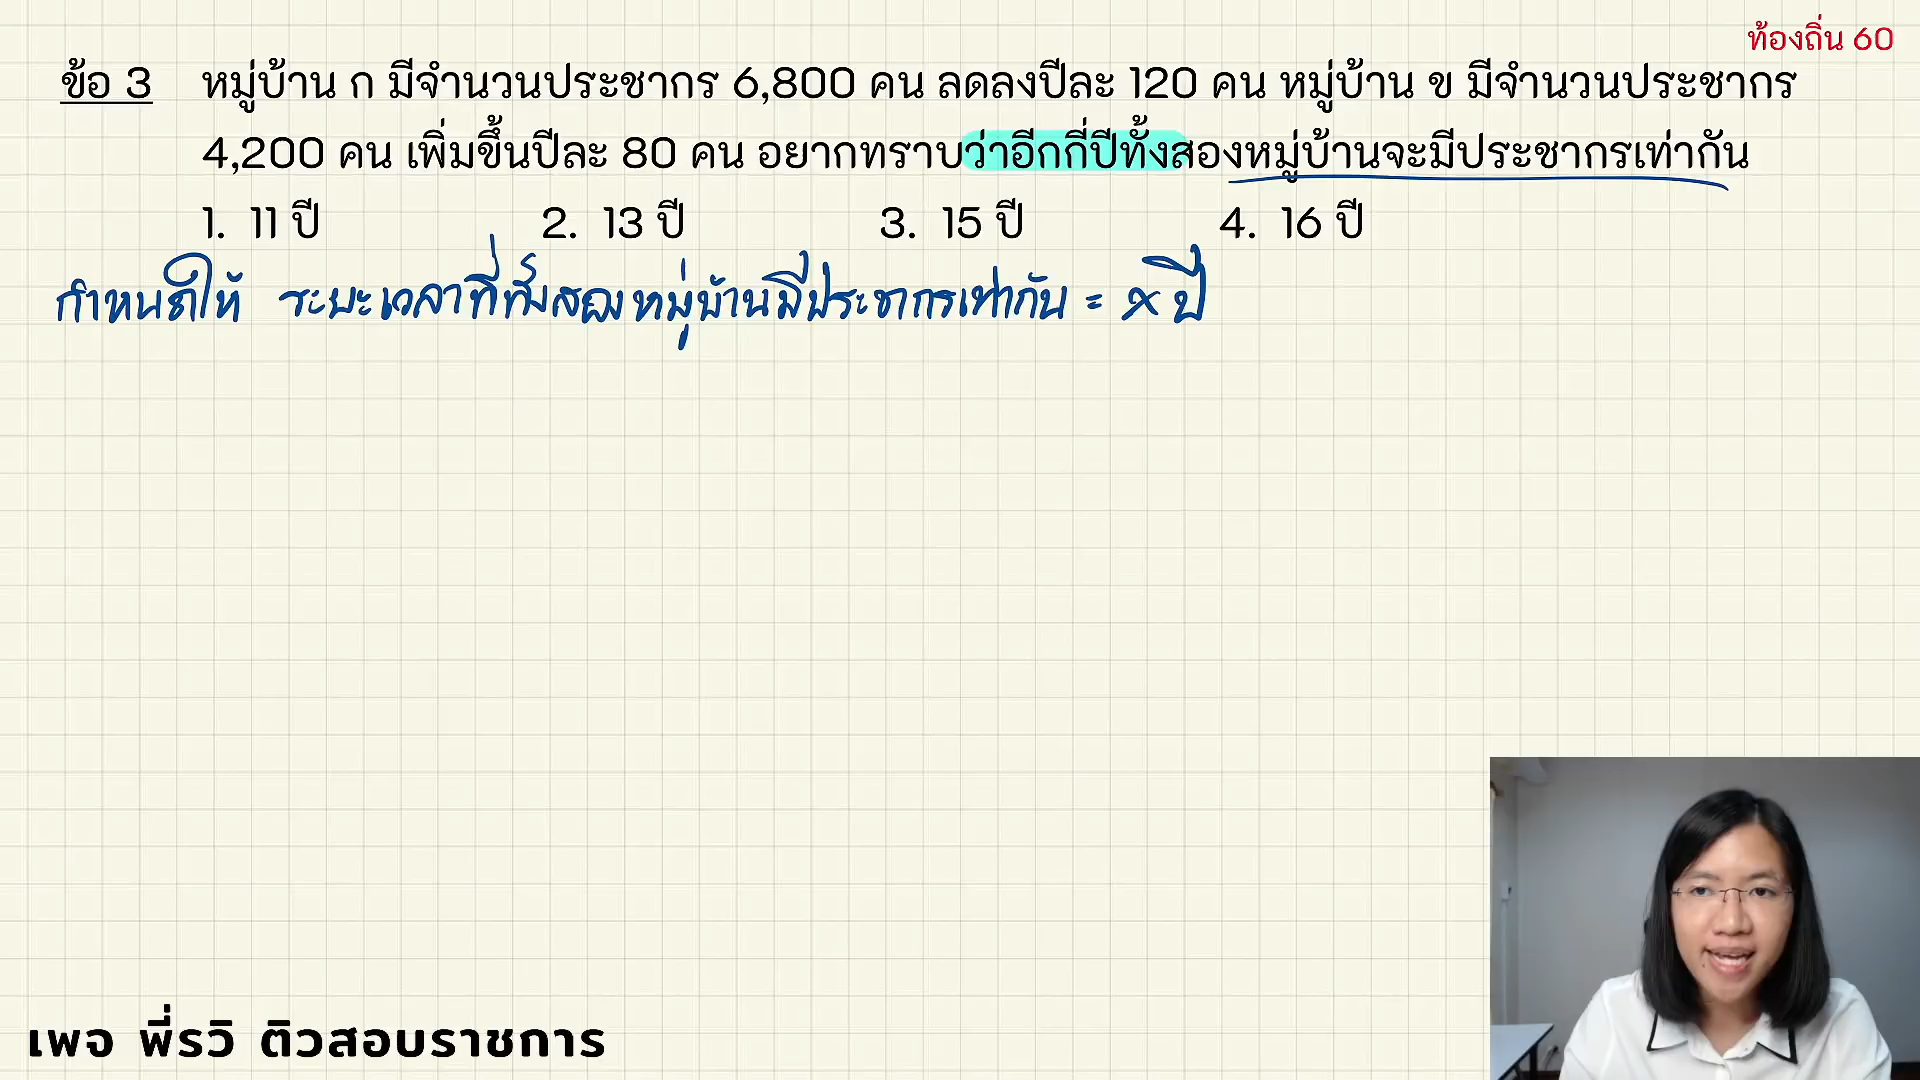 ท้องถิ่น 60
ข้อ 3 หมู่บ้าน ก มีจำนวนประชากร 6,800 คน ลดลงปีละ 120 คน หมู่บ้าน ข มีจำนวนประชากร
4,200 คน เพิ่มขึ้นปีละ 80 คน อยากทราบว่าอีกกี่ปีทั้งสองหมู่บ้านจะมีประชากรเท่ากัน
1. 11 ปี 2. 13 ปี 3. 15 ปี 4. 16 ปี
กำหนดให้ ระยะเวลาที่ทั้งสองหมู่บ้านมีประชากรเท่ากัน = x ปี
เพจ พี่รวิ ติวสอบราชการ